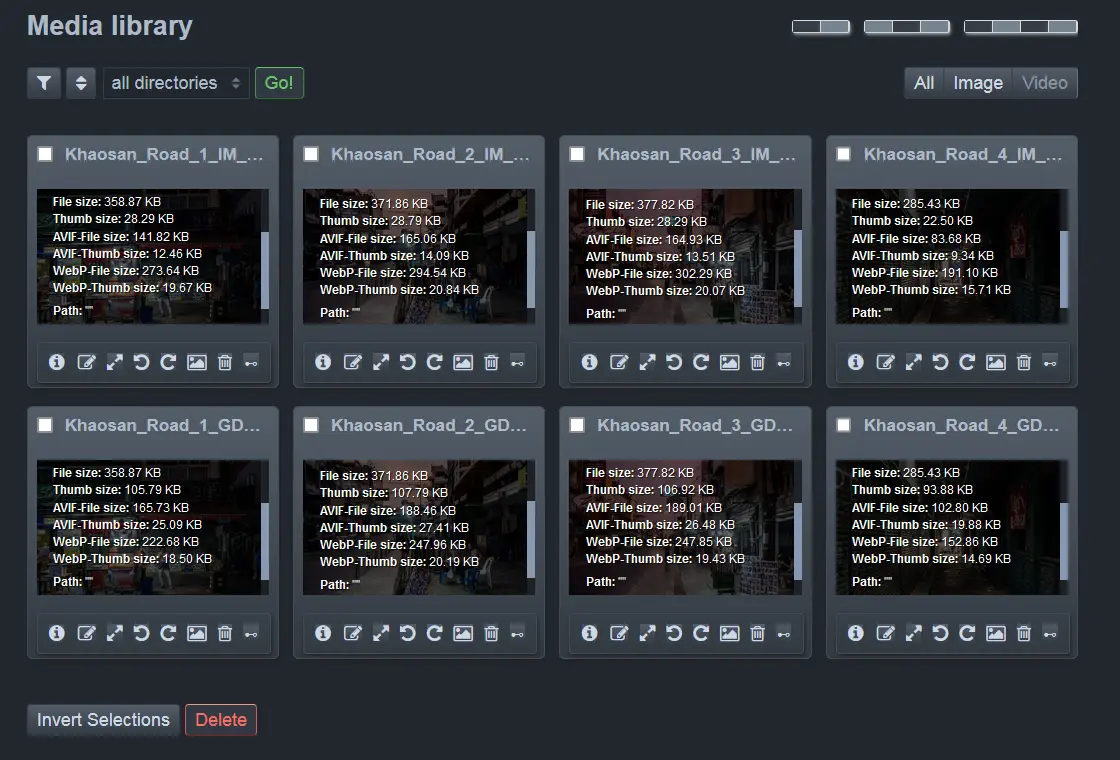 Media library
all directories
Go!
All Image Video
Khaosan_Road_1_IM_...
File size: 358.87 KB
Thumb size: 28.29 KB
AVIF-File size: 141.82 KB
AVIF-Thumb size: 12.46 KB
WebP-File size: 273.64 KB
WebP-Thumb size: 19.67 KB
Path: ""
Khaosan_Road_2_IM_...
File size: 371.86 KB
Thumb size: 28.79 KB
AVIF-File size: 165.06 KB
AVIF-Thumb size: 14.09 KB
WebP-File size: 294.54 KB
WebP-Thumb size: 20.84 KB
Path: ""
Khaosan_Road_3_IM_...
File size: 377.82 KB
Thumb size: 28.29 KB
AVIF-File size: 164.93 KB
AVIF-Thumb size: 13.51 KB
WebP-File size: 302.29 KB
WebP-Thumb size: 20.07 KB
Path: ""
Khaosan_Road_4_IM_...
File size: 285.43 KB
Thumb size: 22.50 KB
AVIF-File size: 83.68 KB
AVIF-Thumb size: 9.34 KB
WebP-File size: 191.10 KB
WebP-Thumb size: 15.71 KB
Path: ""
Khaosan_Road_1_GD...
File size: 358.87 KB
Thumb size: 105.79 KB
AVIF-File size: 165.73 KB
AVIF-Thumb size: 25.09 KB
WebP-File size: 222.68 KB
WebP-Thumb size: 18.50 KB
Path: ""
Khaosan_Road_2_GD...
File size: 371.86 KB
Thumb size: 107.79 KB
AVIF-File size: 188.46 KB
AVIF-Thumb size: 27.41 KB
WebP-File size: 247.96 KB
WebP-Thumb size: 20.19 KB
Path: ""
Khaosan_Road_3_GD...
File size: 377.82 KB
Thumb size: 106.92 KB
AVIF-File size: 189.01 KB
AVIF-Thumb size: 26.48 KB
WebP-File size: 247.85 KB
WebP-Thumb size: 19.43 KB
Path: ""
Khaosan_Road_4_GD...
File size: 285.43 KB
Thumb size: 93.88 KB
AVIF-File size: 102.80 KB
AVIF-Thumb size: 19.88 KB
WebP-File size: 152.86 KB
WebP-Thumb size: 14.69 KB
Path: ""
Invert Selections
Delete